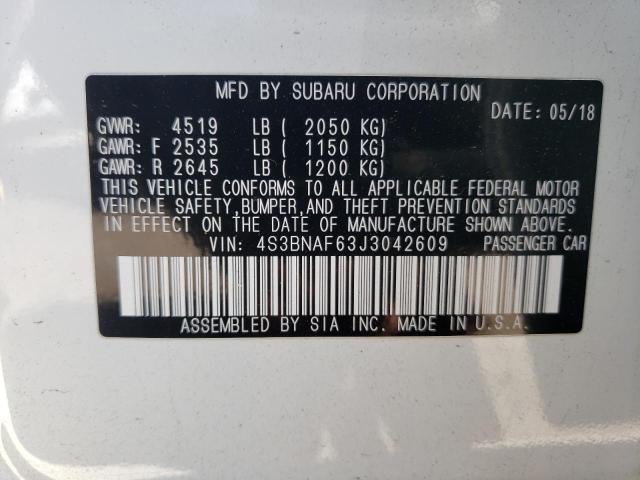 MFD BY SUBARU CORPORATION
DATE: 05/18
GVWR: 4519 LB ( 2050 KG)
GAWR: F 2535 LB ( 1150 KG)
GAWR: R 2645 LB ( 1200 KG)
THIS VEHICLE CONFORMS TO ALL APPLICABLE FEDERAL MOTOR
VEHICLE SAFETY,BUMPER,AND THEFT PREVENTION STANDARDS
IN EFFECT ON THE DATE OF MANUFACTURE SHOWN ABOVE.
VIN: 4S3BNAF63J3042609 PASSENGER CAR
ASSEMBLED BY SIA INC. MADE IN U.S.A.